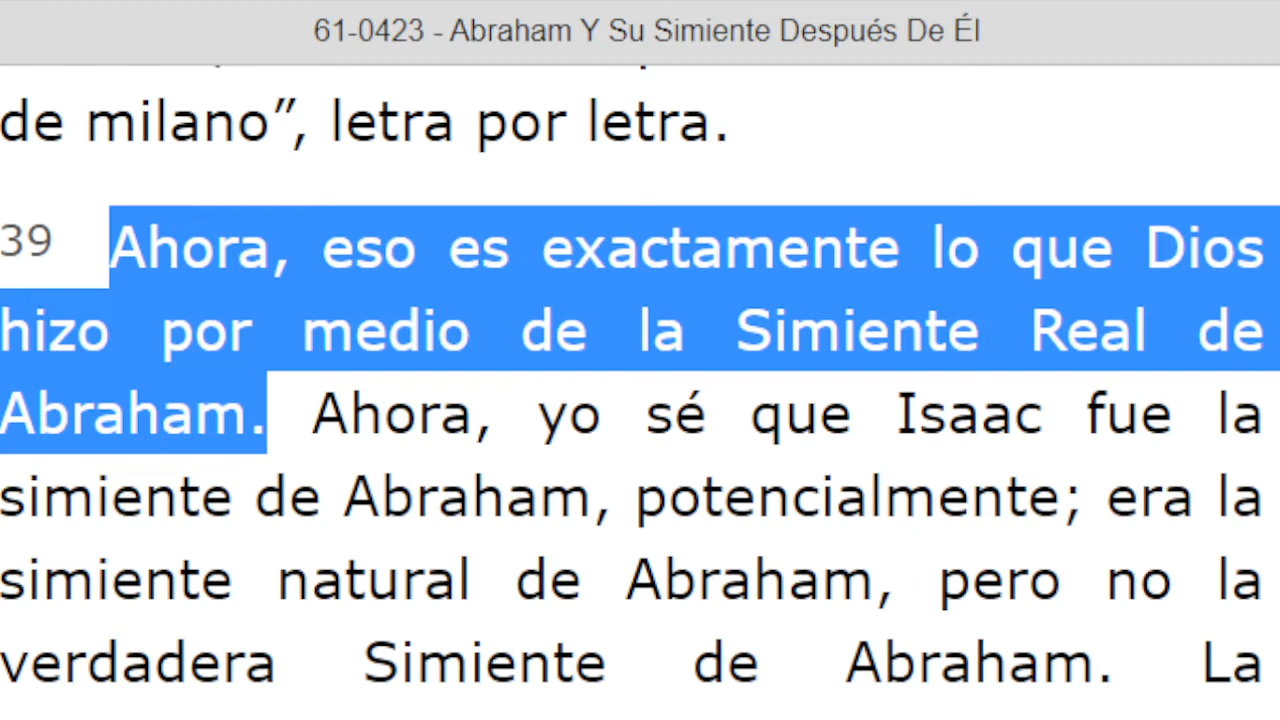 61-0423 - Abraham Y Su Simiente Después De Él
de milano”, letra por letra.
39 Ahora, eso es exactamente lo que Dios
hizo por medio de la Simiente Real de
Abraham. Ahora, yo sé que Isaac fue la
simiente de Abraham, potencialmente; era la
simiente natural de Abraham, pero no la
verdadera Simiente de Abraham. La